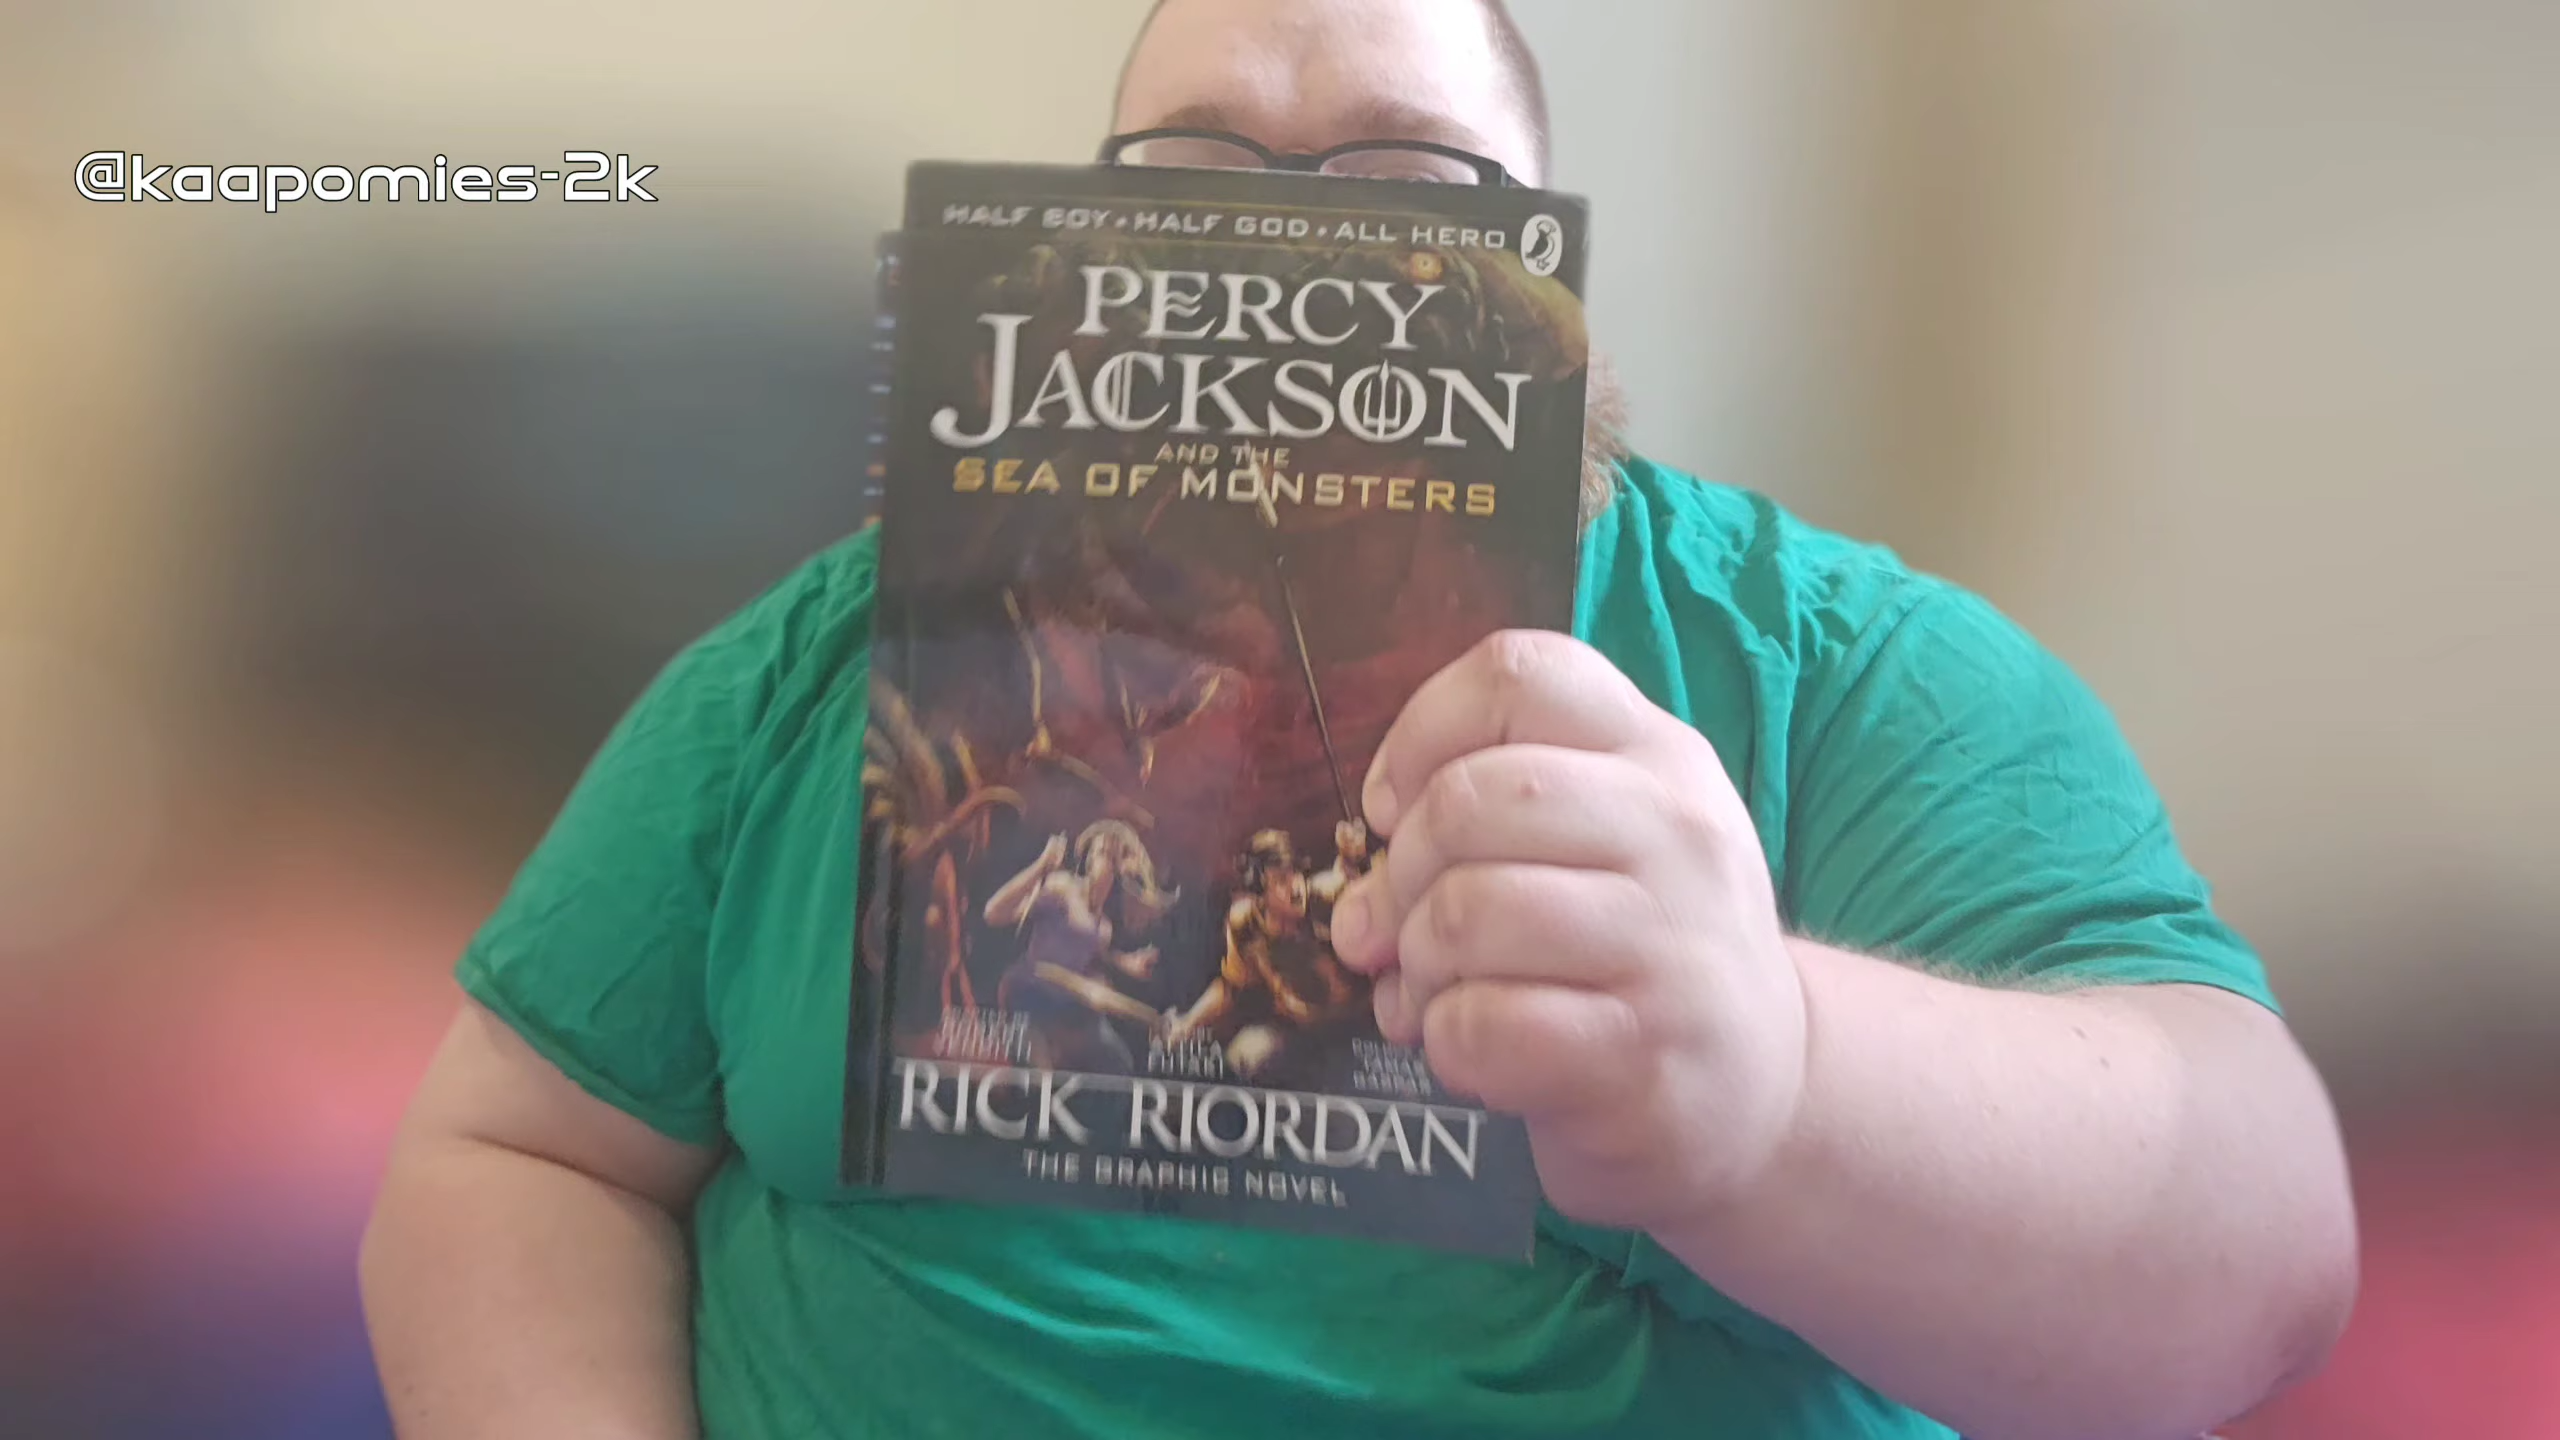 @kaapomies-2k
HALF BOY • HALF GOD • ALL HERO
PERCY
JACKSON
AND THE
SEA OF MONSTERS
RICK RIORDAN
THE GRAPHIC NOVEL